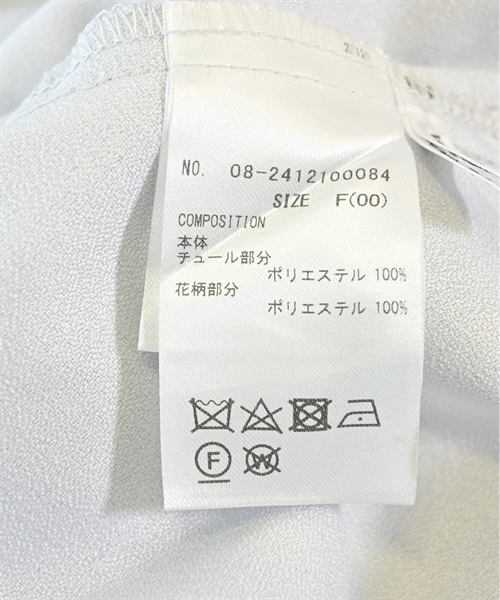 NO. 08-2412100084
SIZE F(00)
COMPOSITION
本体
チュール部分
ポリエステル 100%
花柄部分
ポリエステル 100%
F
W